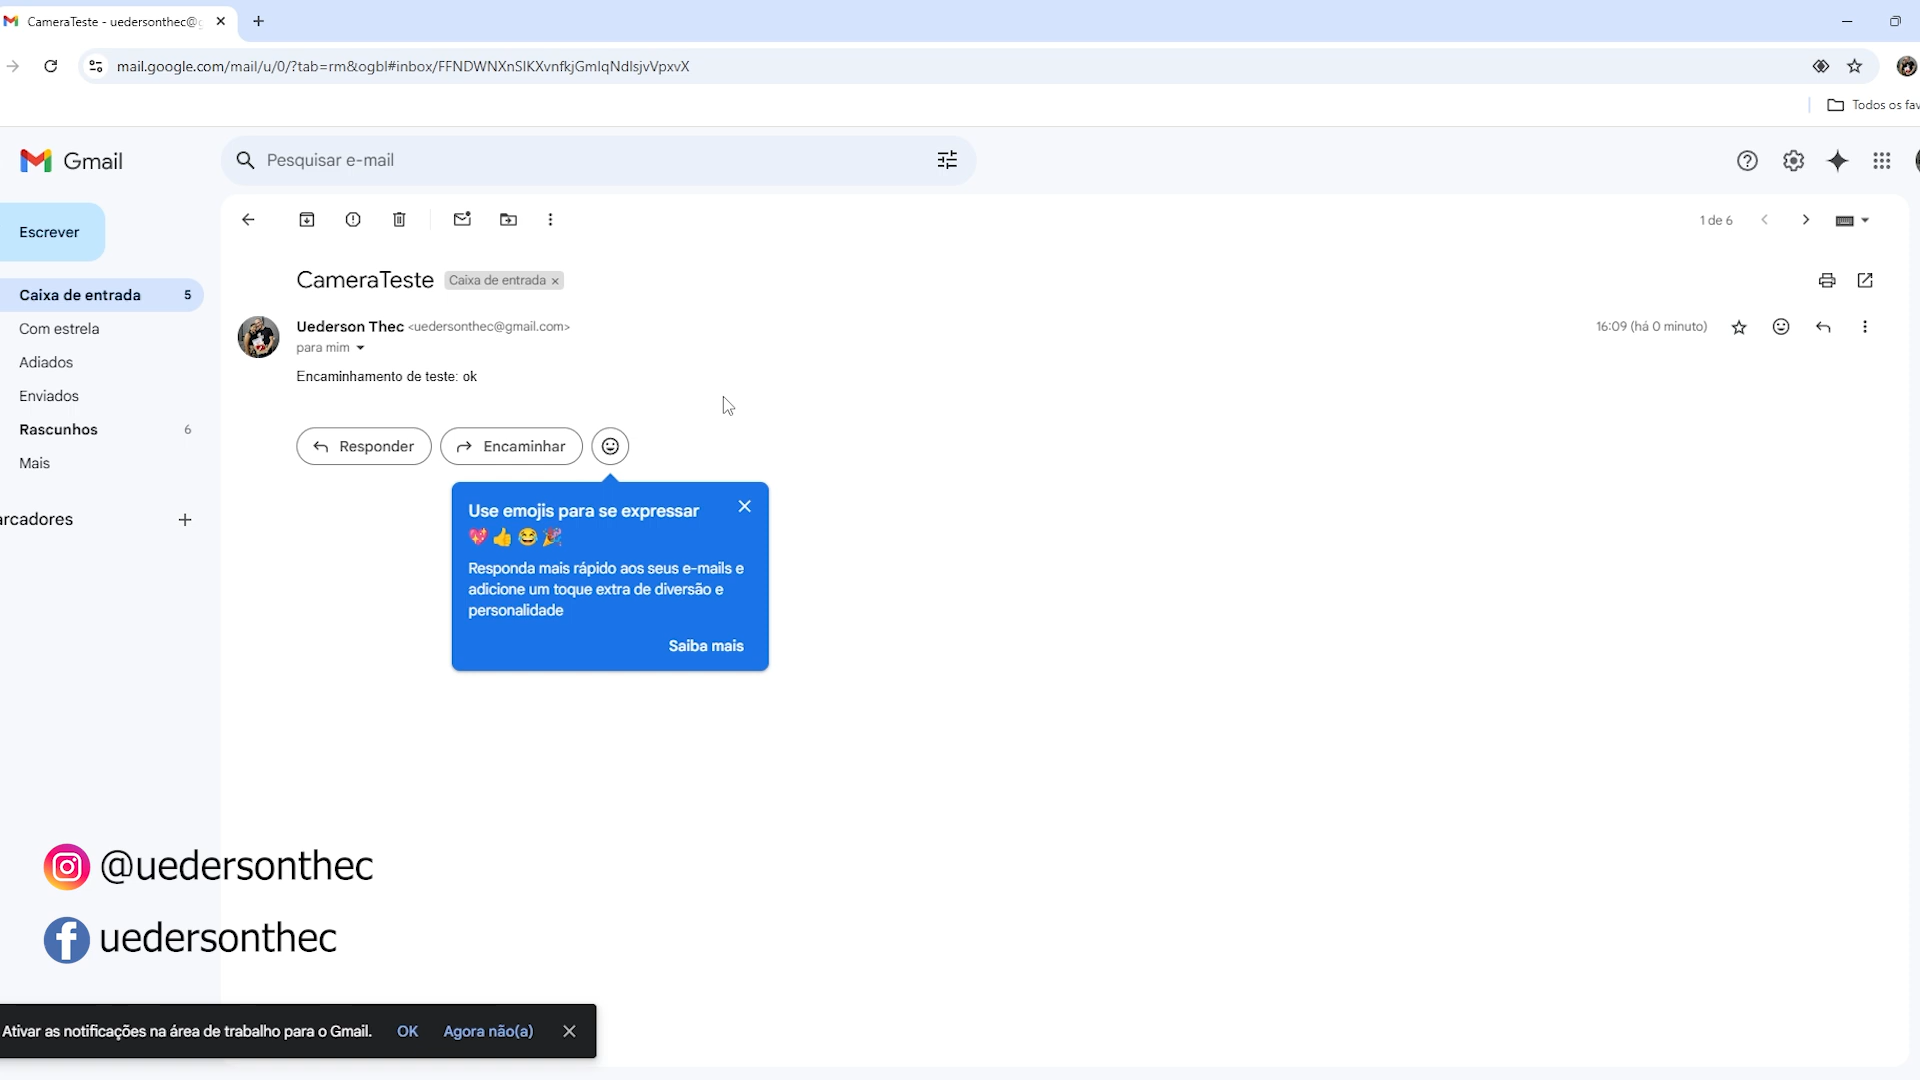 CameraTeste - uedersonthec@g
mail.google.com/mail/u/0/?tab=rm&ogbl#inbox/FFNDWNXnSlKXvnfkjGmlqNdlsjvVpxvX
Todos os fav
Gmail
Pesquisar e-mail
Escrever
1 de 6
CameraTeste
Caixa de entrada ×
Caixa de entrada 5
Uederson Thec <uedersonthec@gmail.com>
16:09 (há 0 minuto)
Com estrela
para mim
Adiados
Encaminhamento de teste: ok
Enviados
Rascunhos 6
Responder
Encaminhar
Mais
arcadores +
Use emojis para se expressar
💖👍😂🎉
Responda mais rápido aos seus e-mails e
adicione um toque extra de diversão e
personalidade
Saiba mais
@uedersonthec
uedersonthec
Ativar as notificações na área de trabalho para o Gmail. OK Agora não(a)